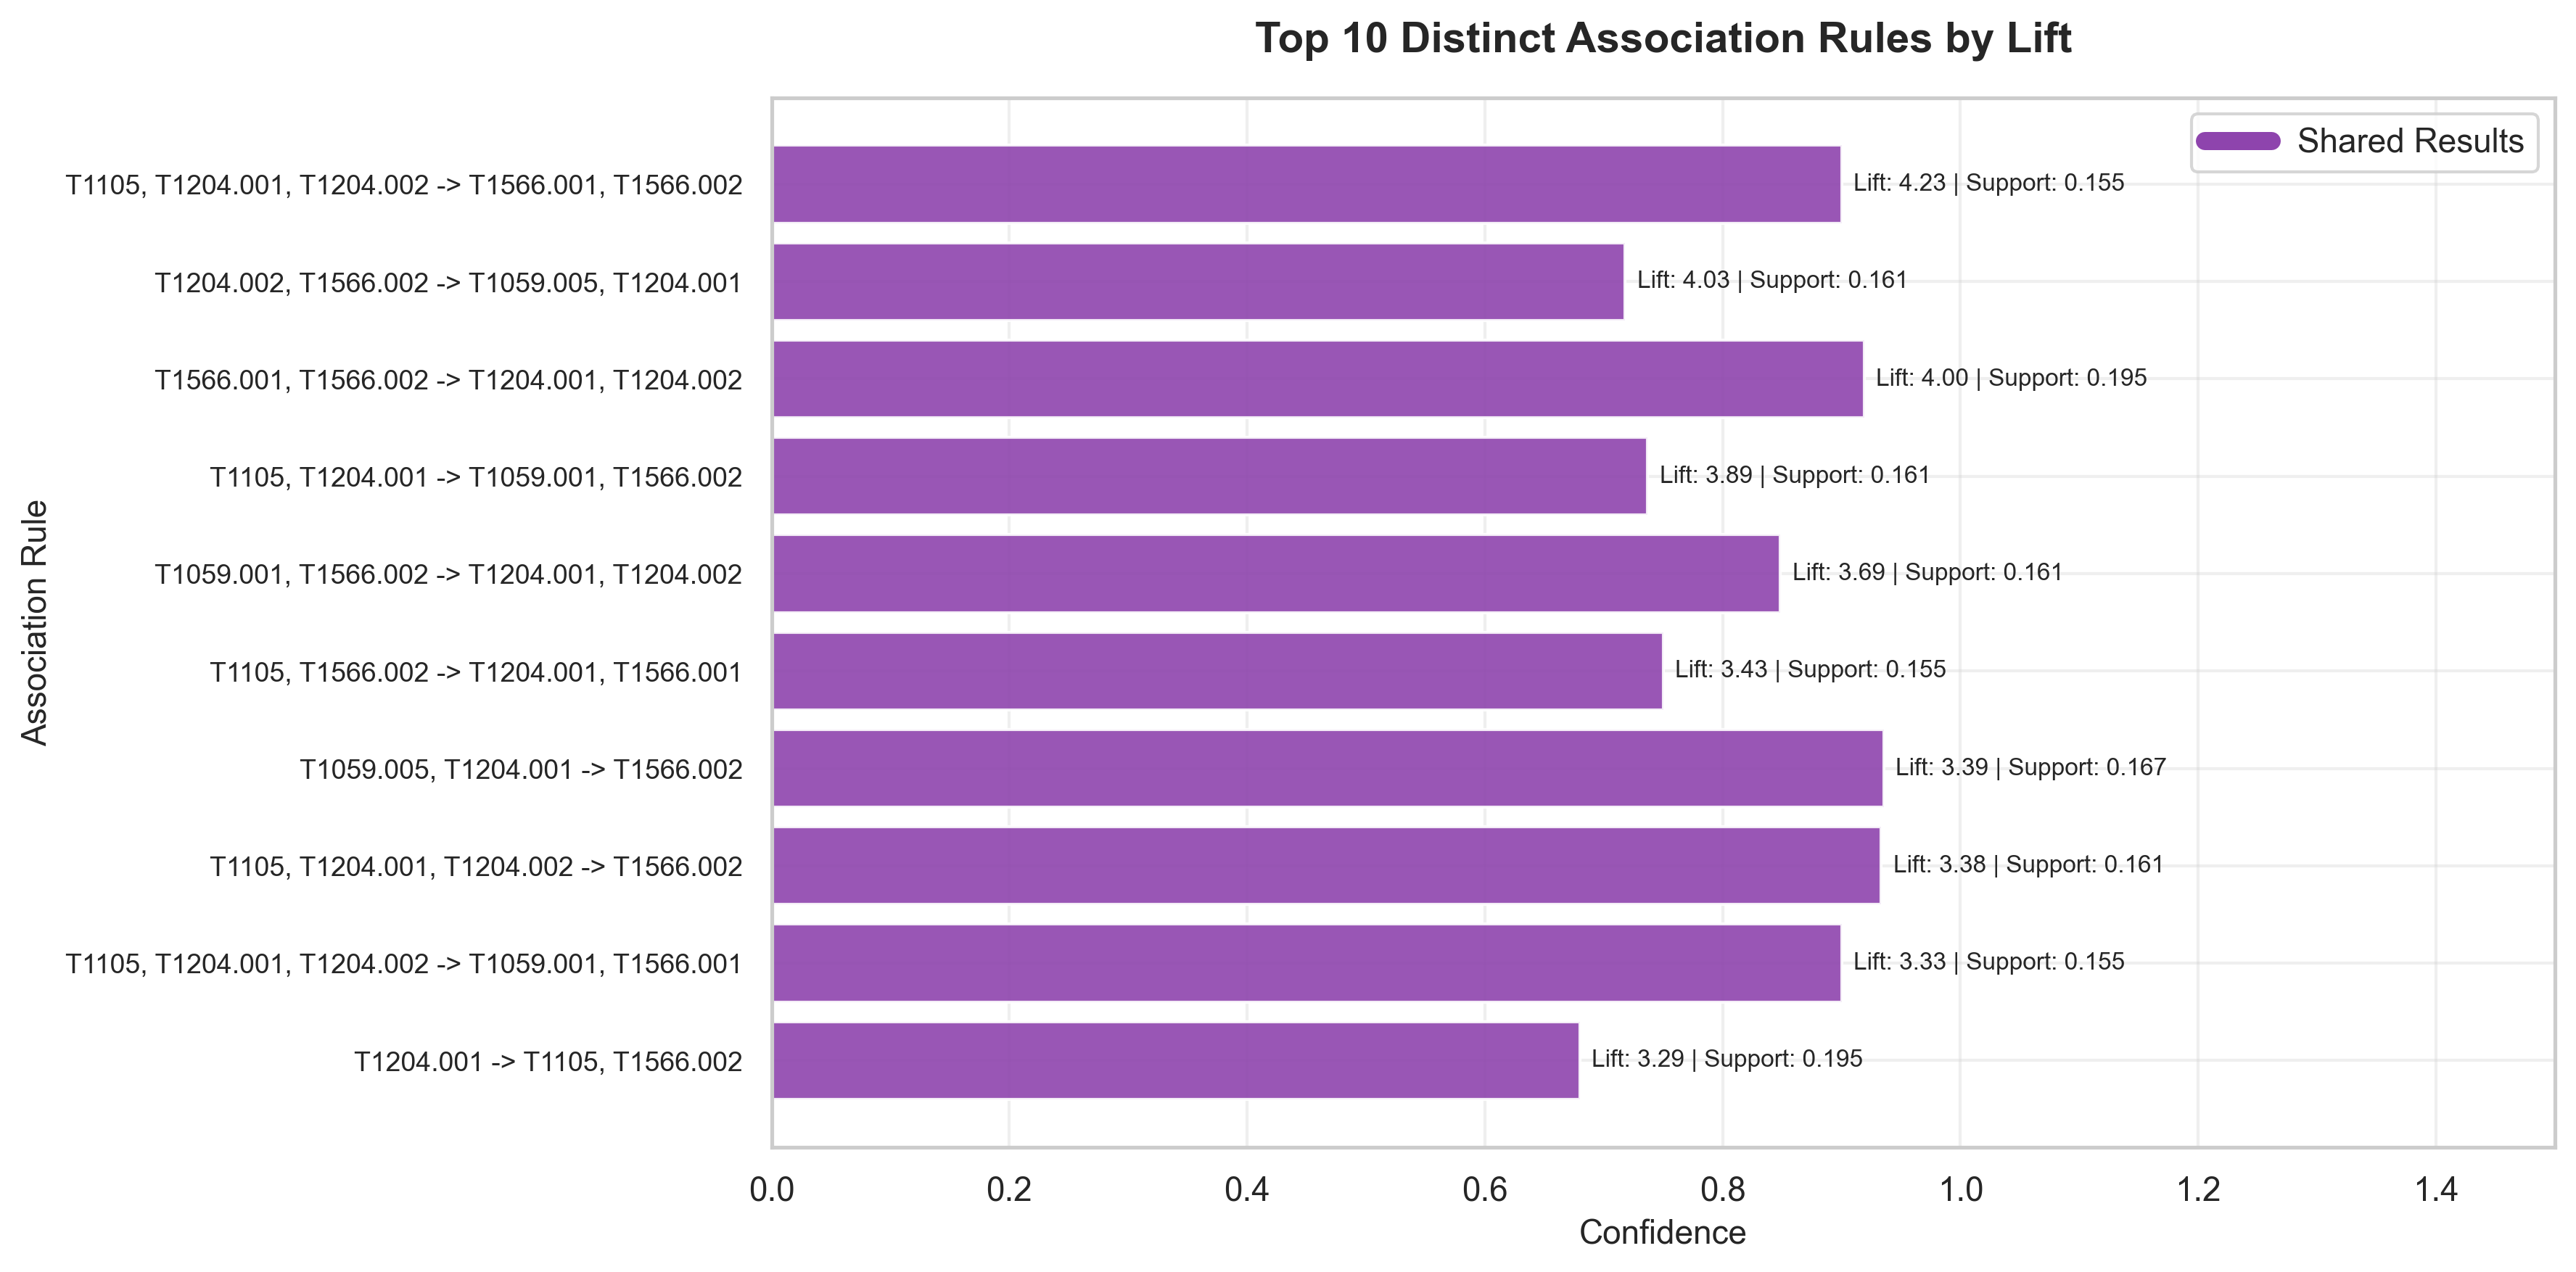 Top 10 Distinct Association Rules by Lift
Shared Results
T1105, T1204.001, T1204.002 -> T1566.001, T1566.002
Lift: 4.23 | Support: 0.155
T1204.002, T1566.002 -> T1059.005, T1204.001
Lift: 4.03 | Support: 0.161
T1566.001, T1566.002 -> T1204.001, T1204.002
Lift: 4.00 | Support: 0.195
T1105, T1204.001 -> T1059.001, T1566.002
Lift: 3.89 | Support: 0.161
T1059.001, T1566.002 -> T1204.001, T1204.002
Lift: 3.69 | Support: 0.161
T1105, T1566.002 -> T1204.001, T1566.001
Lift: 3.43 | Support: 0.155
T1059.005, T1204.001 -> T1566.002
Lift: 3.39 | Support: 0.167
T1105, T1204.001, T1204.002 -> T1566.002
Lift: 3.38 | Support: 0.161
T1105, T1204.001, T1204.002 -> T1059.001, T1566.001
Lift: 3.33 | Support: 0.155
T1204.001 -> T1105, T1566.002
Lift: 3.29 | Support: 0.195
Association Rule
0.0 0.2 0.4 0.6 0.8 1.0 1.2 1.4
Confidence